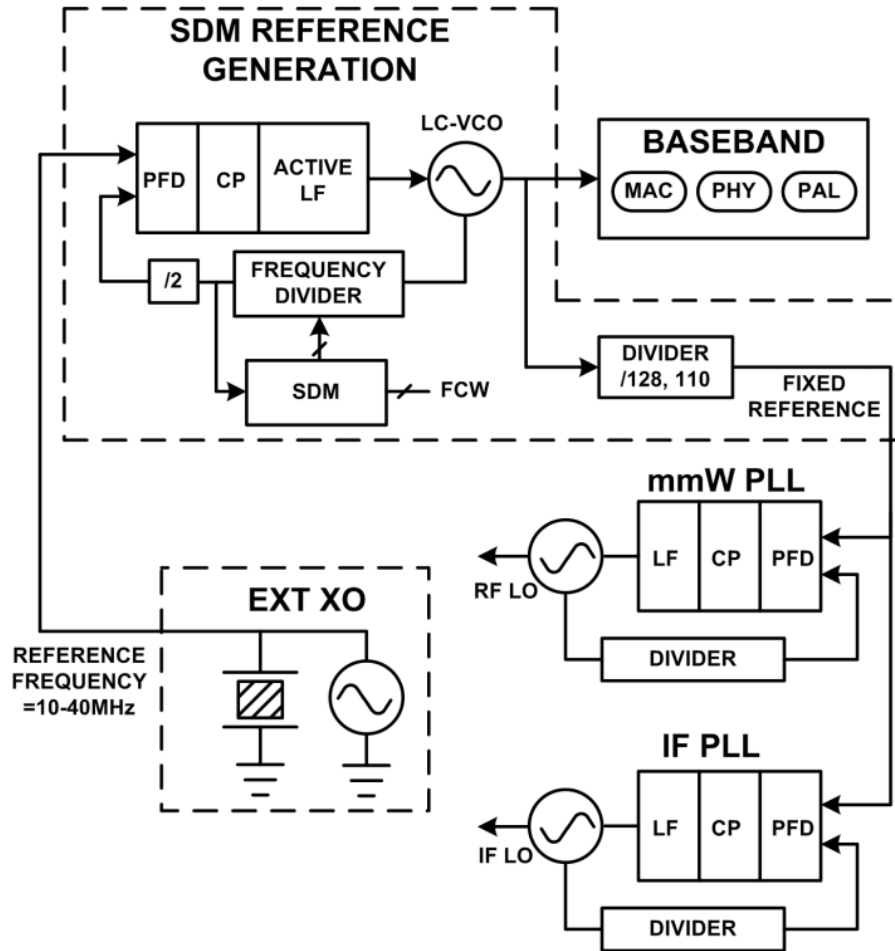 SDM REFERENCE
GENERATION
LC-VCO
PFD
CP
ACTIVE
LF
BASEBAND
MAC
PHY
PAL
/2
FREQUENCY
DIVIDER
SDM
FCW
DIVIDER
/128, 110
FIXED
REFERENCE
mmW PLL
LF
CP
PFD
RF LO
DIVIDER
EXT XO
REFERENCE
FREQUENCY
=10-40MHz
IF PLL
LF
CP
PFD
IF LO
DIVIDER